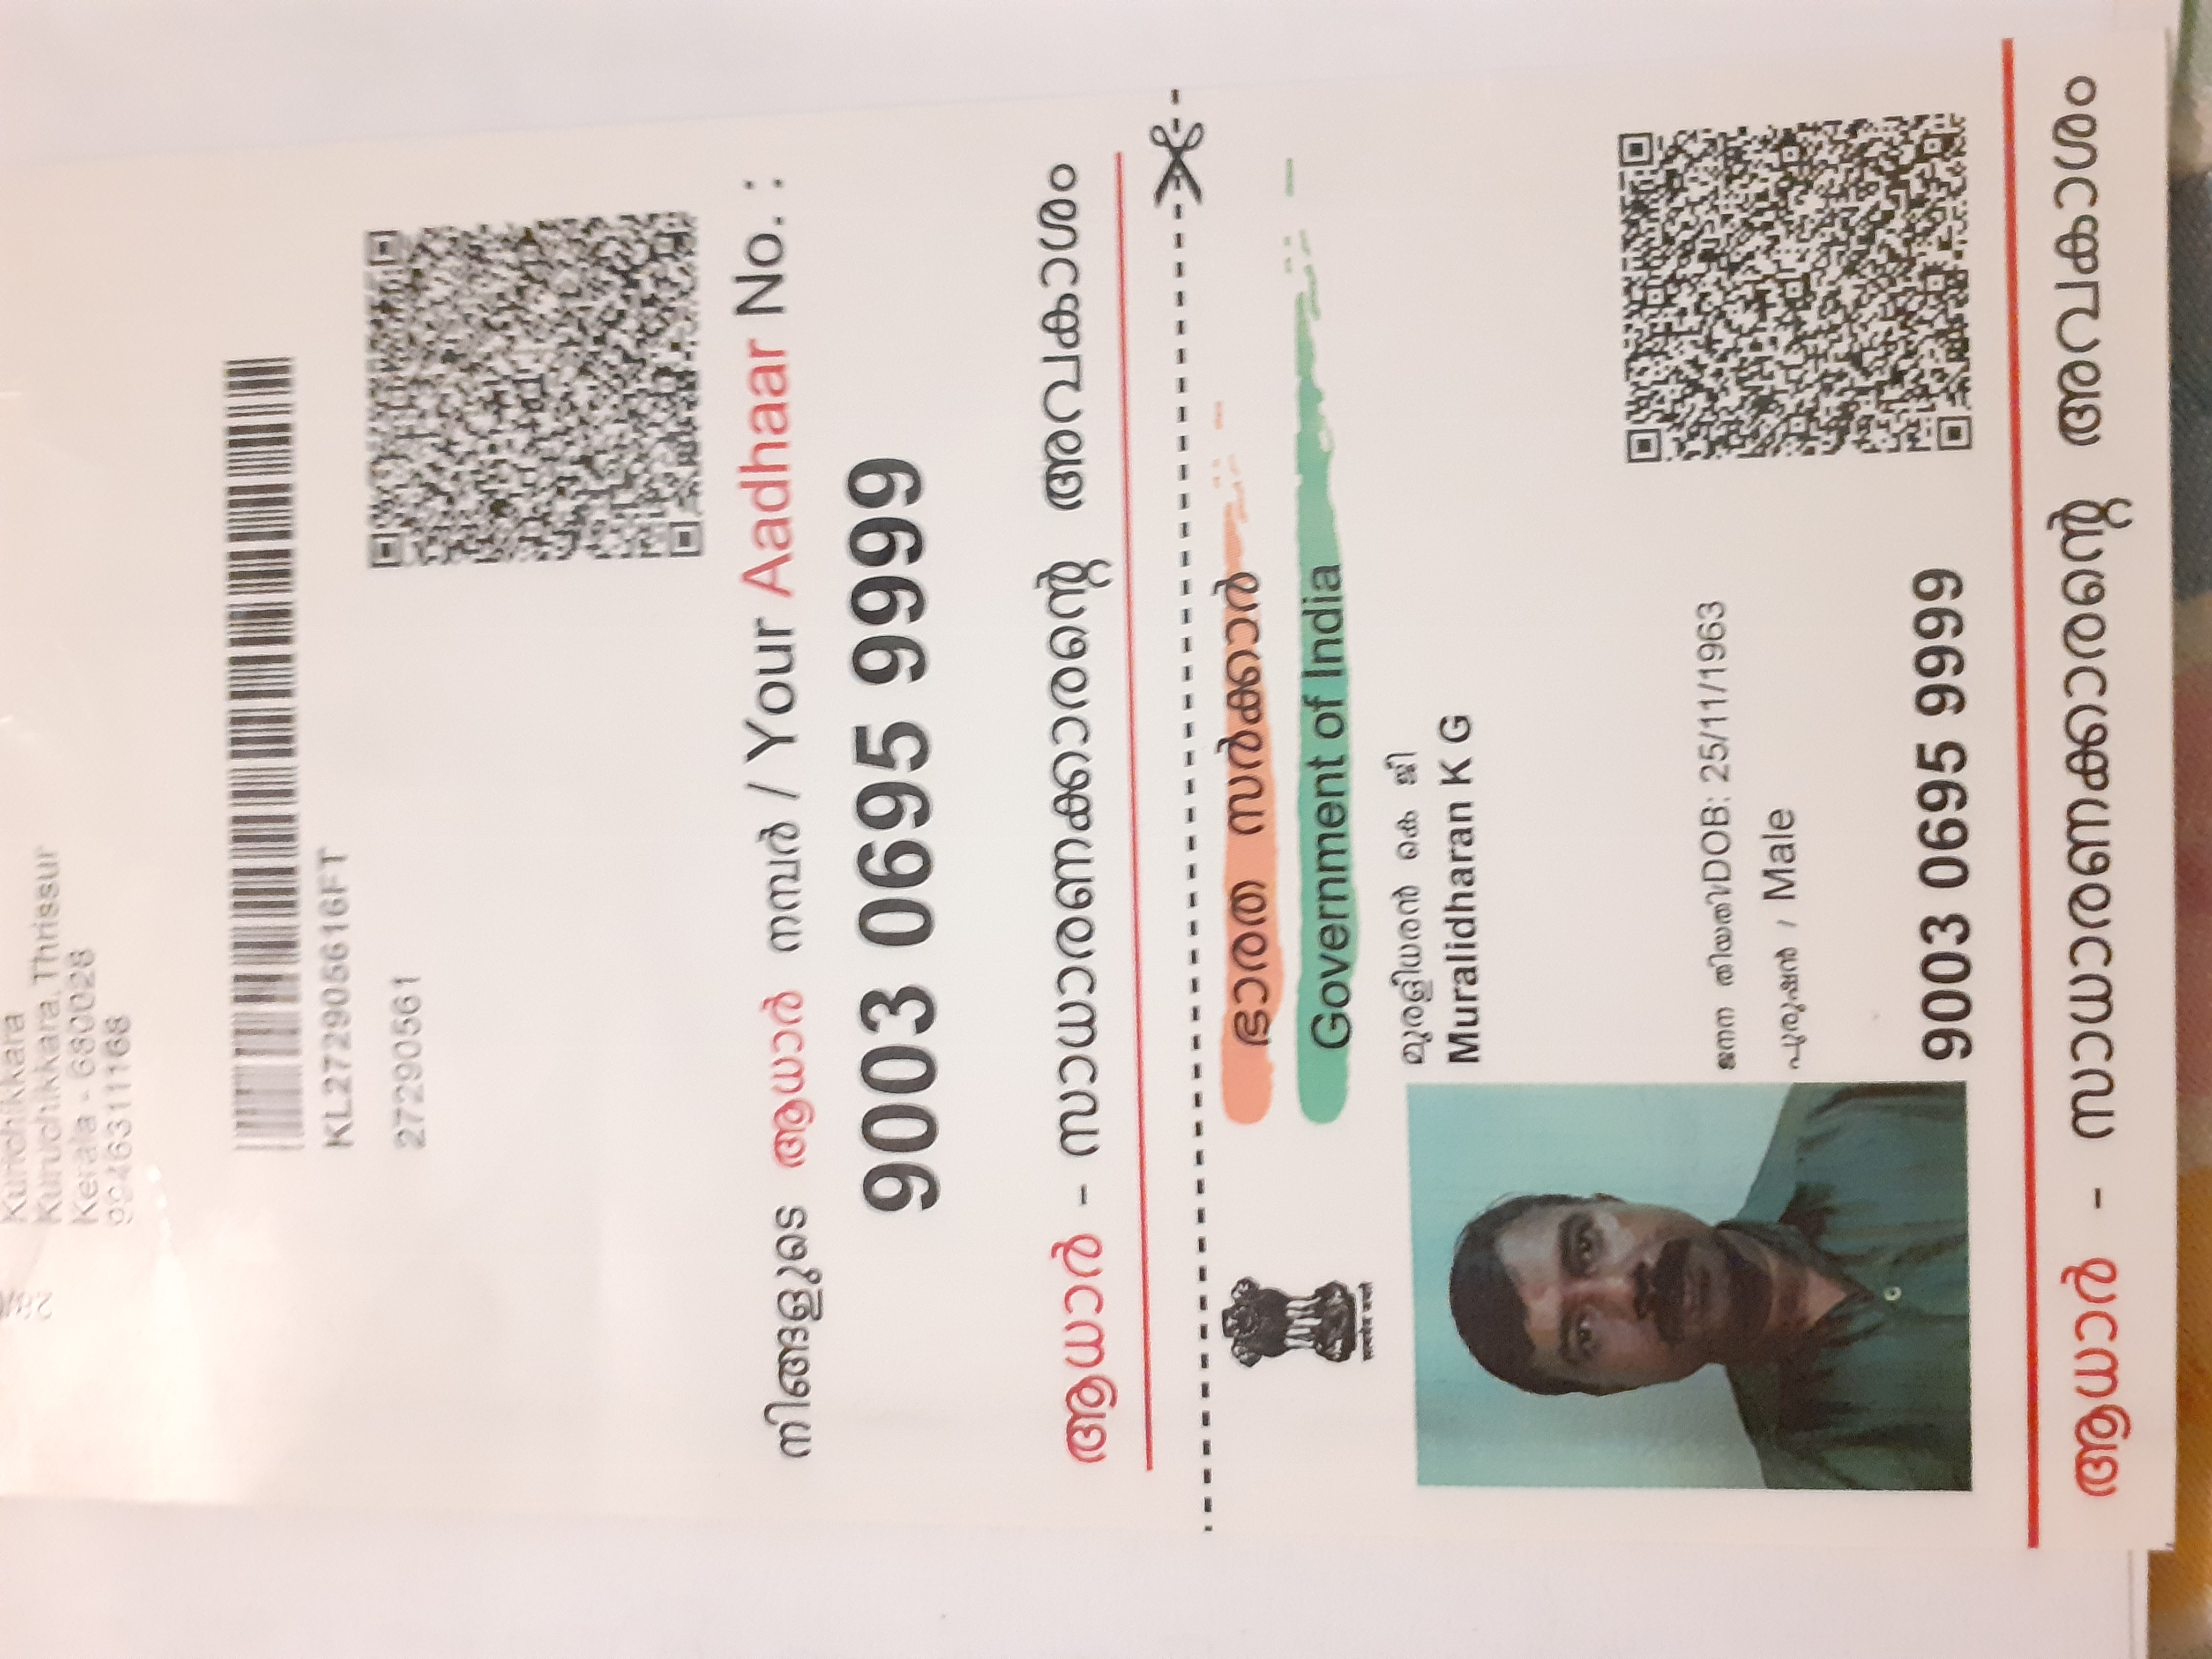 Kurichikkara
Kuruchikkara, Thrissur
Kerala - 680028
9946311168
KL272905616FT
27290561
നിങ്ങളുടെ ആധാർ നമ്പർ / Your Aadhaar No. :
9003 0695 9999
ആധാർ - സാധാരണക്കാരന്റെ അവകാശം
ഭാരത സർക്കാർ
Government of India
सत्यमेव जयते
മുരളീധരൻ കെ ജീ
Muralidharan K G
ജനന തിയതി/DOB: 25/11/1963
പുരുഷൻ / Male
9003 0695 9999
ആധാർ - സാധാരണക്കാരന്റെ അവകാശം